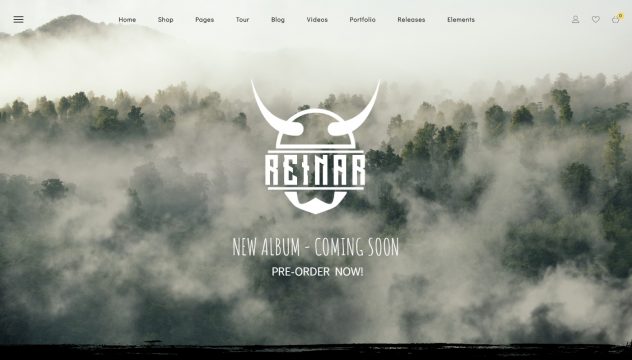 Home Shop Pages Tour Blog Videos Portfolio Releases Elements
0
REINAR
NEW ALBUM - COMING SOON
PRE-ORDER NOW!